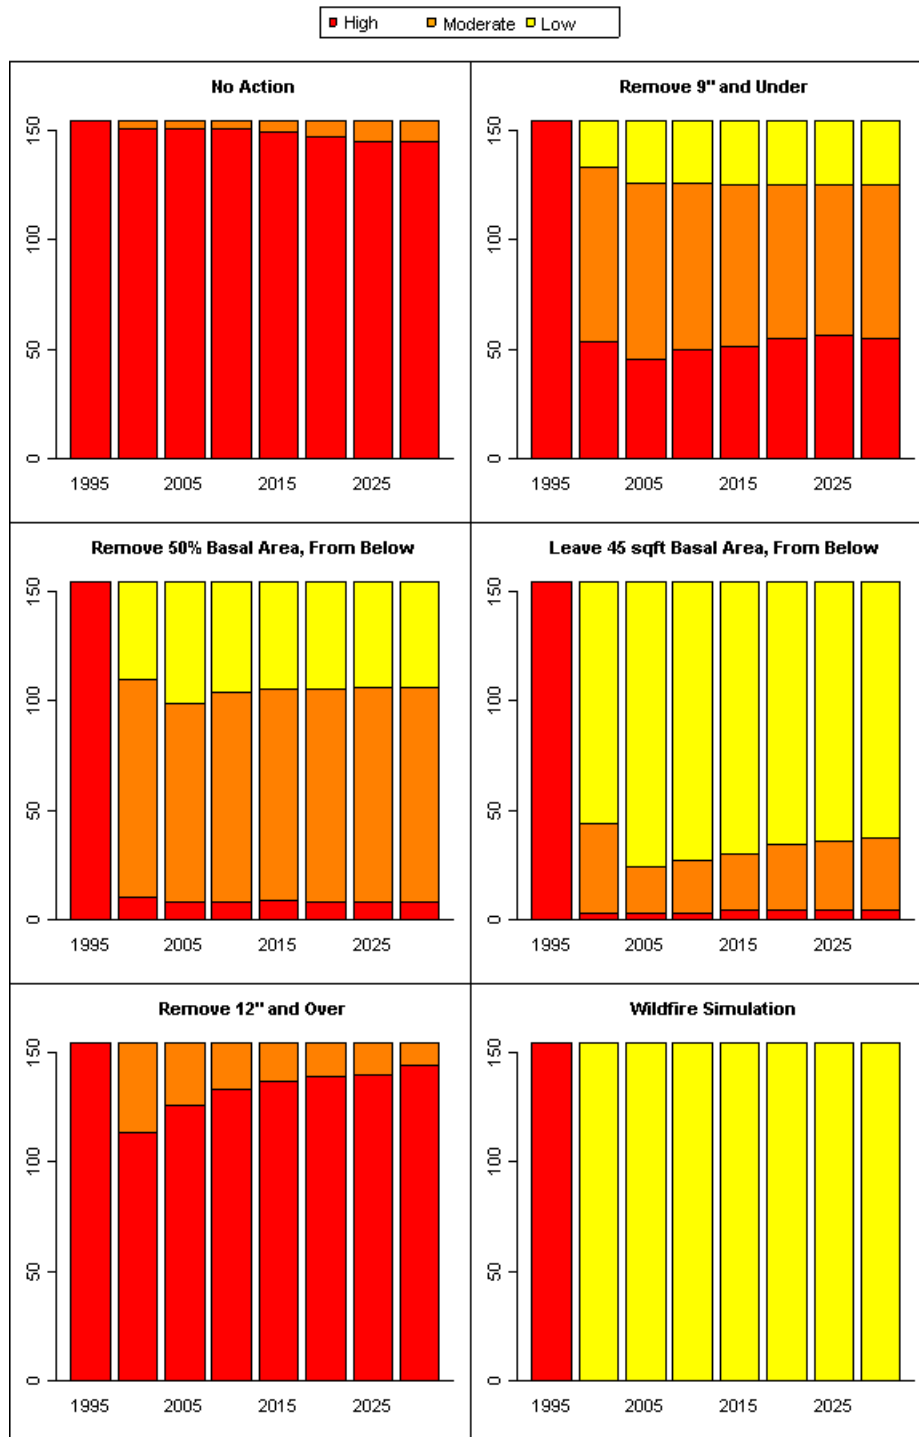 High Moderate Low
No Action
150
100
50
0
1995 2005 2015 2025
Remove 9" and Under
150
100
50
0
1995 2005 2015 2025
Remove 50% Basal Area, From Below
150
100
50
0
1995 2005 2015 2025
Leave 45 sqft Basal Area, From Below
150
100
50
0
1995 2005 2015 2025
Remove 12" and Over
150
100
50
0
1995 2005 2015 2025
Wildfire Simulation
150
100
50
0
1995 2005 2015 2025